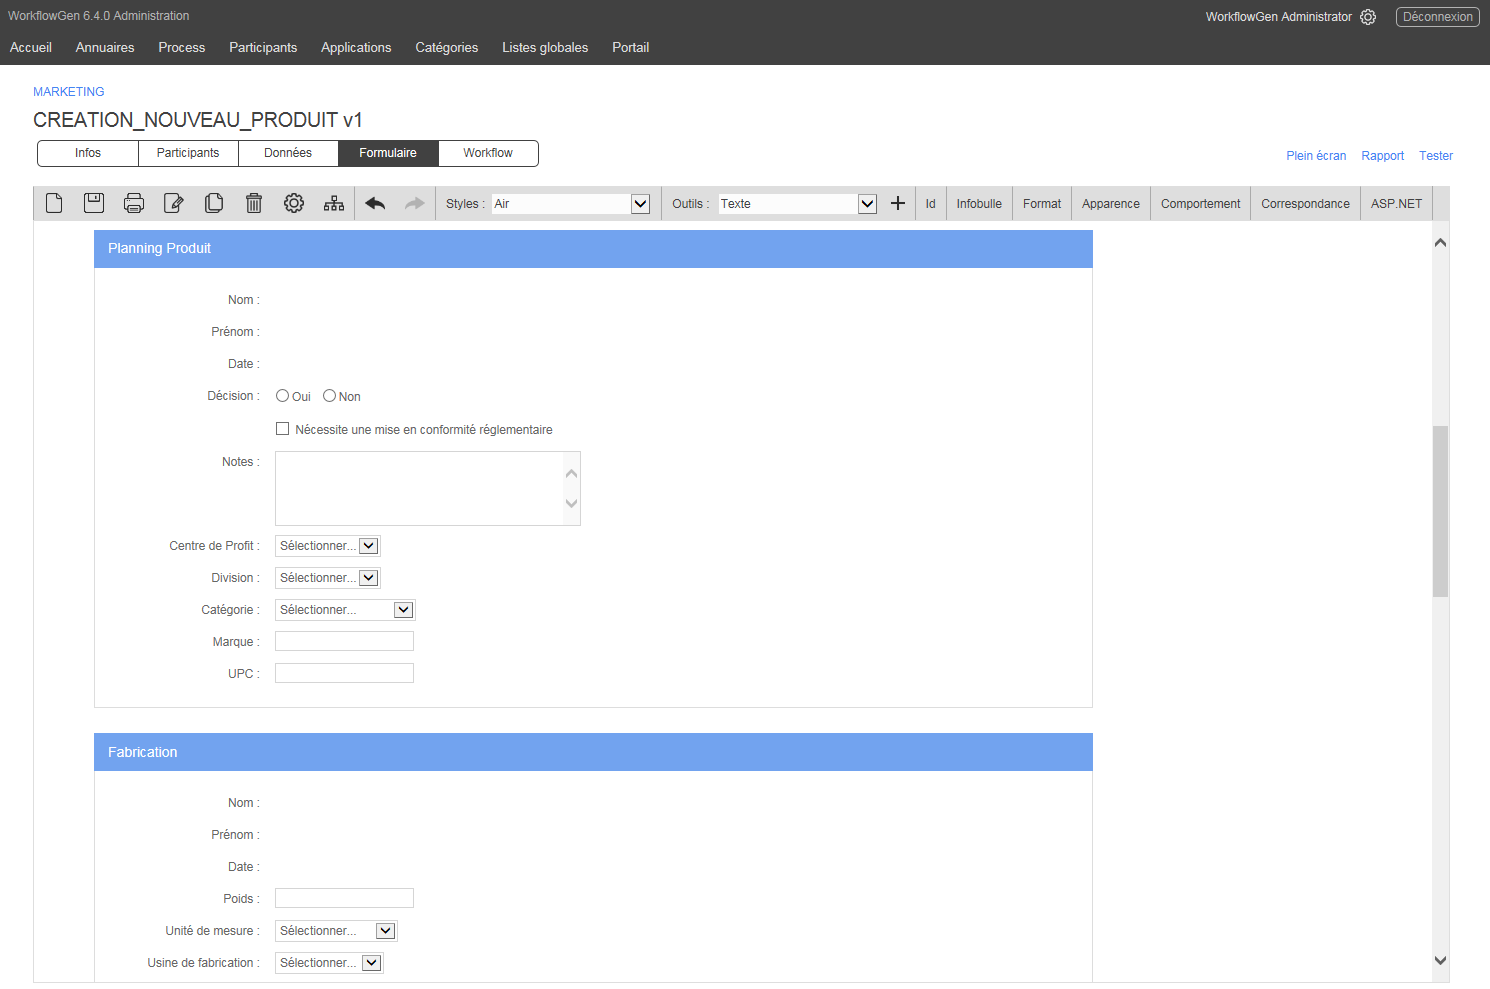 WorkflowGen 6.4.0 Administration
WorkflowGen Administrator
Déconnexion
Accueil Annuaires Process Participants Applications Catégories Listes globales Portail
MARKETING
CREATION_NOUVEAU_PRODUIT v1
Infos Participants Données Formulaire Workflow
Plein écran Rapport Tester
Styles : Air Outils : Texte Id Infobulle Format Apparence Comportement Correspondance ASP.NET
Planning Produit
Nom :
Prénom :
Date :
Décision : Oui Non
Nécessite une mise en conformité réglementaire
Notes :
Centre de Profit : Sélectionner...
Division : Sélectionner...
Catégorie : Sélectionner...
Marque :
UPC :
Fabrication
Nom :
Prénom :
Date :
Poids :
Unité de mesure : Sélectionner...
Usine de fabrication : Sélectionner...